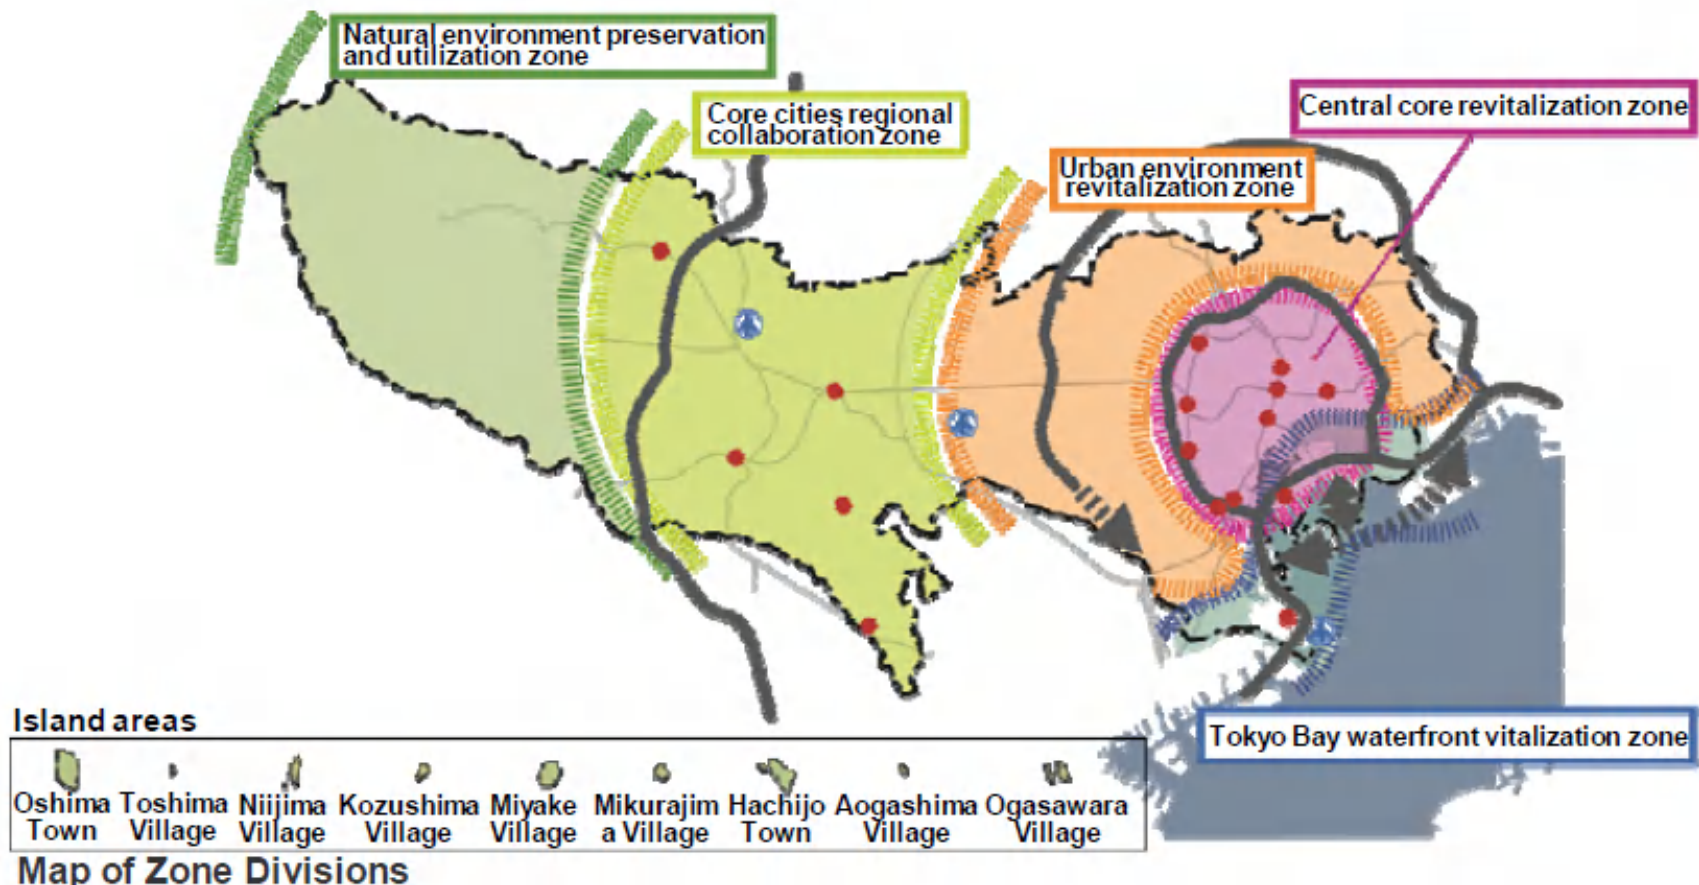 Natural environment preservation
and utilization zone
Core cities regional
collaboration zone
Central core revitalization zone
Urban environment
revitalization zone
Tokyo Bay waterfront vitalization zone
Island areas
Oshima
Town
Toshima
Village
Niijima
Village
Kozushima
Village
Miyake
Village
Mikurajim
a Village
Hachijo
Town
Aogashima
Village
Ogasawara
Village
Map of Zone Divisions